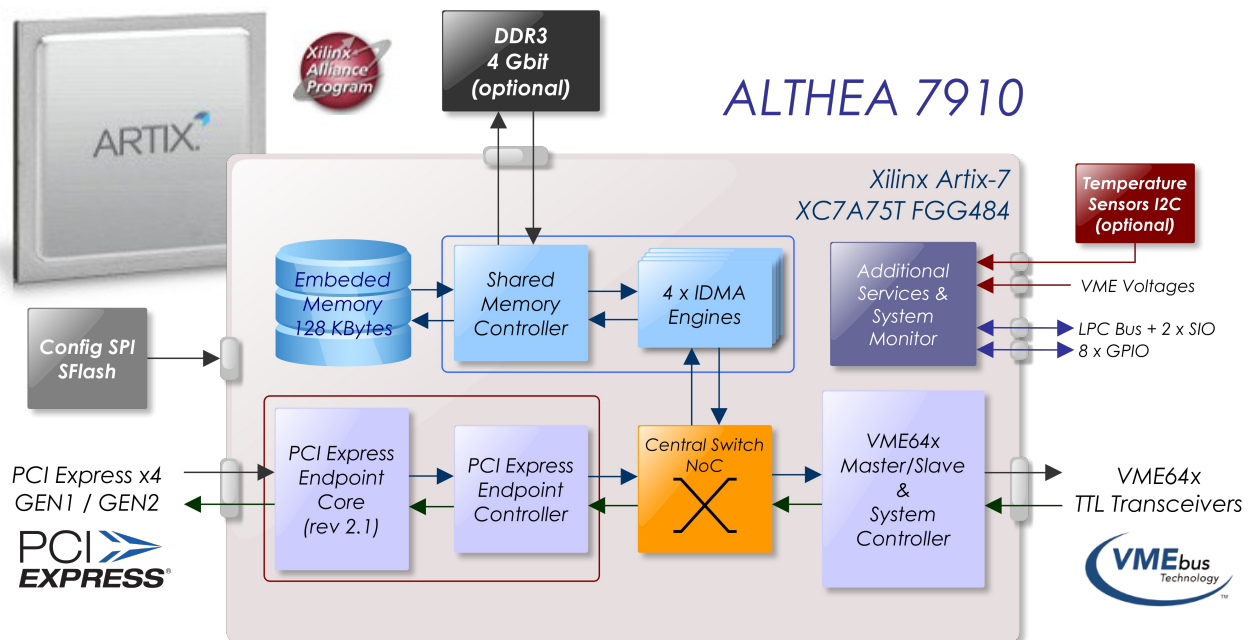 ARTIX
Xilinx
Alliance
Program
DDR3
4 Gbit
(optional)
ALTHEA 7910
Xilinx Artix-7
XC7A75T FGG484
Temperature
Sensors I2C
(optional)
Embeded
Memory
128 KBytes
Shared
Memory
Controller
4 x IDMA
Engines
Additional
Services &
System
Monitor
VME Voltages
LPC Bus + 2 x SIO
8 x GPIO
Config SPI
SFlash
PCI Express x4
GEN1 / GEN2
PCI Express
Endpoint
Core
(rev 2.1)
PCI Express
Endpoint
Controller
Central Switch
NoC
VME64x
Master/Slave
&
System
Controller
VME64x
TTL Transceivers
PCI
EXPRESS®
VMEbus
Technology
TM